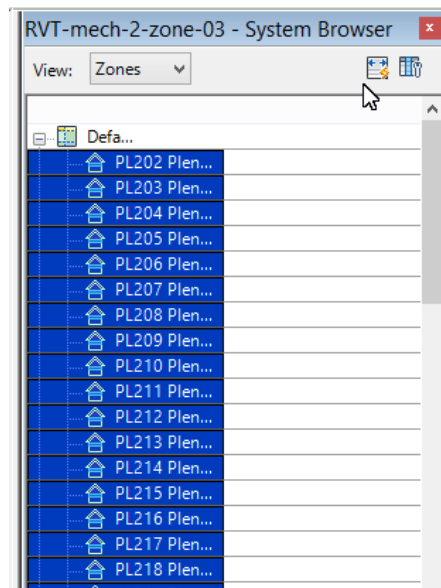 RVT-mech-2-zone-03 - System Browser
View: Zones
Defa...
PL202 Plen...
PL203 Plen...
PL204 Plen...
PL205 Plen...
PL206 Plen...
PL207 Plen...
PL208 Plen...
PL209 Plen...
PL210 Plen...
PL211 Plen...
PL212 Plen...
PL213 Plen...
PL214 Plen...
PL215 Plen...
PL216 Plen...
PL217 Plen...
PL218 Plen...